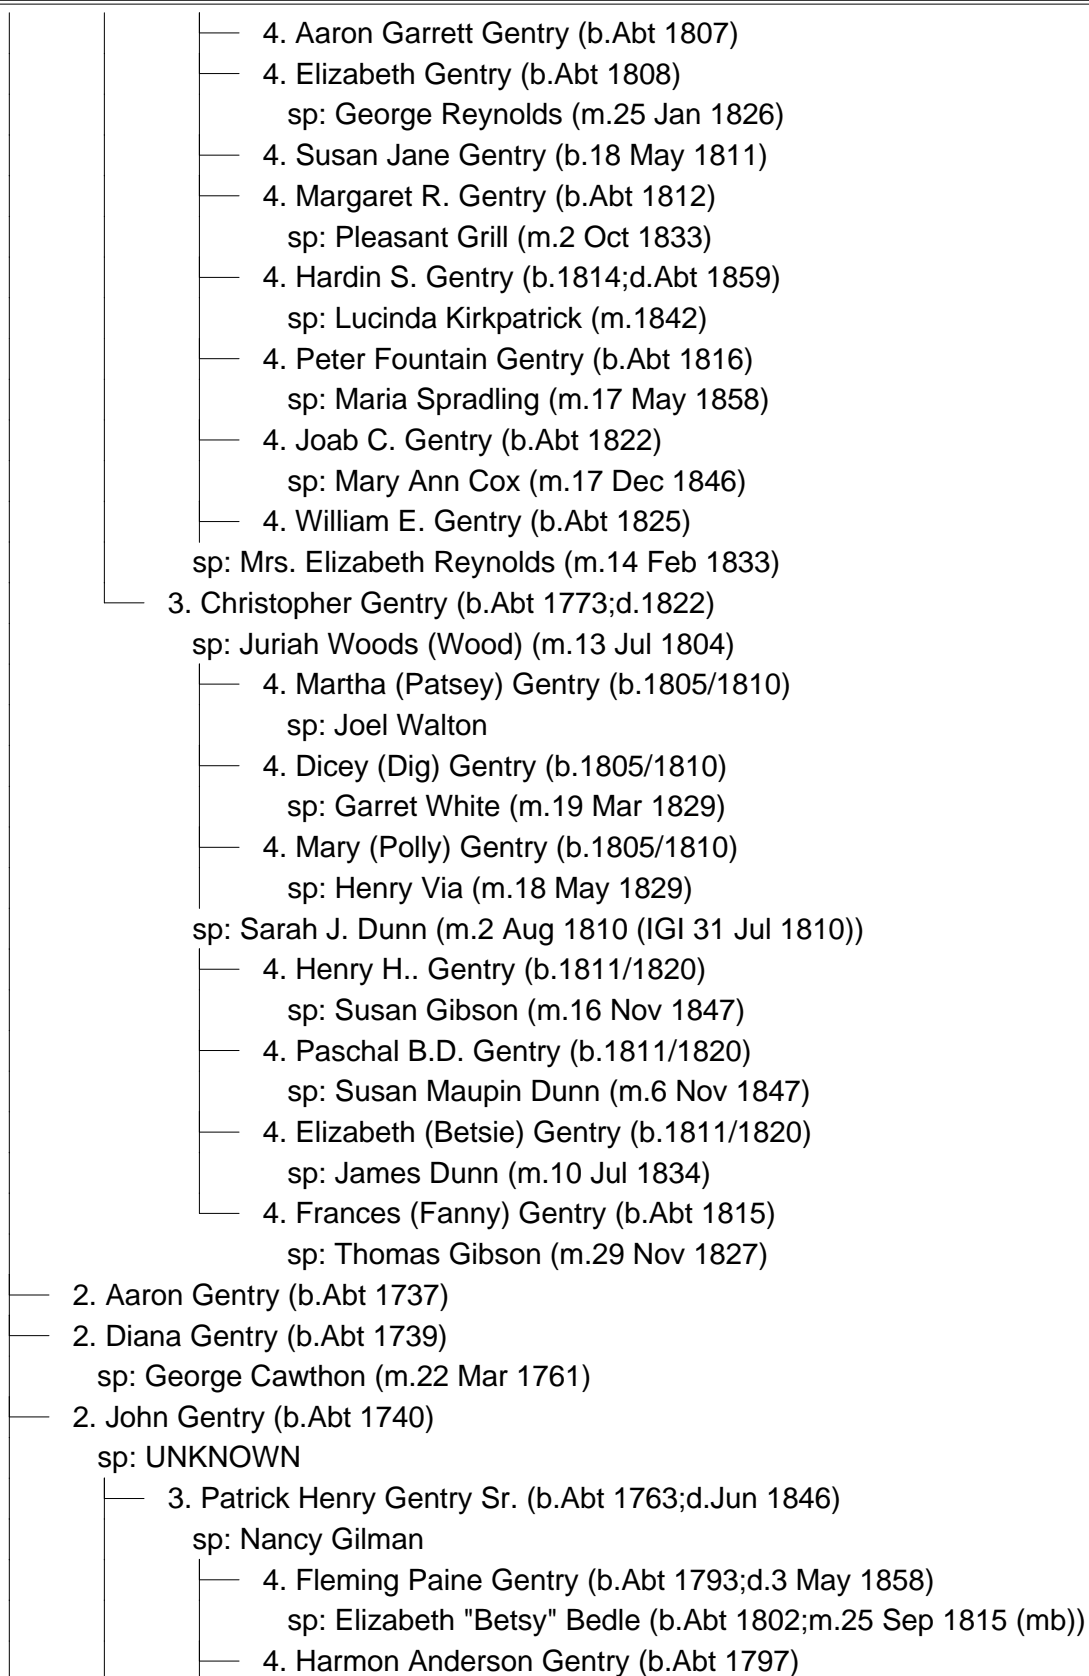 4. Aaron Garrett Gentry (b.Abt 1807)
4. Elizabeth Gentry (b.Abt 1808)
sp: George Reynolds (m.25 Jan 1826)
4. Susan Jane Gentry (b.18 May 1811)
4. Margaret R. Gentry (b.Abt 1812)
sp: Pleasant Grill (m.2 Oct 1833)
4. Hardin S. Gentry (b.1814;d.Abt 1859)
sp: Lucinda Kirkpatrick (m.1842)
4. Peter Fountain Gentry (b.Abt 1816)
sp: Maria Spradling (m.17 May 1858)
4. Joab C. Gentry (b.Abt 1822)
sp: Mary Ann Cox (m.17 Dec 1846)
4. William E. Gentry (b.Abt 1825)
sp: Mrs. Elizabeth Reynolds (m.14 Feb 1833)
3. Christopher Gentry (b.Abt 1773;d.1822)
sp: Juriah Woods (Wood) (m.13 Jul 1804)
4. Martha (Patsey) Gentry (b.1805/1810)
sp: Joel Walton
4. Dicey (Dig) Gentry (b.1805/1810)
sp: Garret White (m.19 Mar 1829)
4. Mary (Polly) Gentry (b.1805/1810)
sp: Henry Via (m.18 May 1829)
sp: Sarah J. Dunn (m.2 Aug 1810 (IGI 31 Jul 1810))
4. Henry H.. Gentry (b.1811/1820)
sp: Susan Gibson (m.16 Nov 1847)
4. Paschal B.D. Gentry (b.1811/1820)
sp: Susan Maupin Dunn (m.6 Nov 1847)
4. Elizabeth (Betsie) Gentry (b.1811/1820)
sp: James Dunn (m.10 Jul 1834)
4. Frances (Fanny) Gentry (b.Abt 1815)
sp: Thomas Gibson (m.29 Nov 1827)
2. Aaron Gentry (b.Abt 1737)
2. Diana Gentry (b.Abt 1739)
sp: George Cawthon (m.22 Mar 1761)
2. John Gentry (b.Abt 1740)
sp: UNKNOWN
3. Patrick Henry Gentry Sr. (b.Abt 1763;d.Jun 1846)
sp: Nancy Gilman
4. Fleming Paine Gentry (b.Abt 1793;d.3 May 1858)
sp: Elizabeth "Betsy" Bedle (b.Abt 1802;m.25 Sep 1815 (mb))
4. Harmon Anderson Gentry (b.Abt 1797)